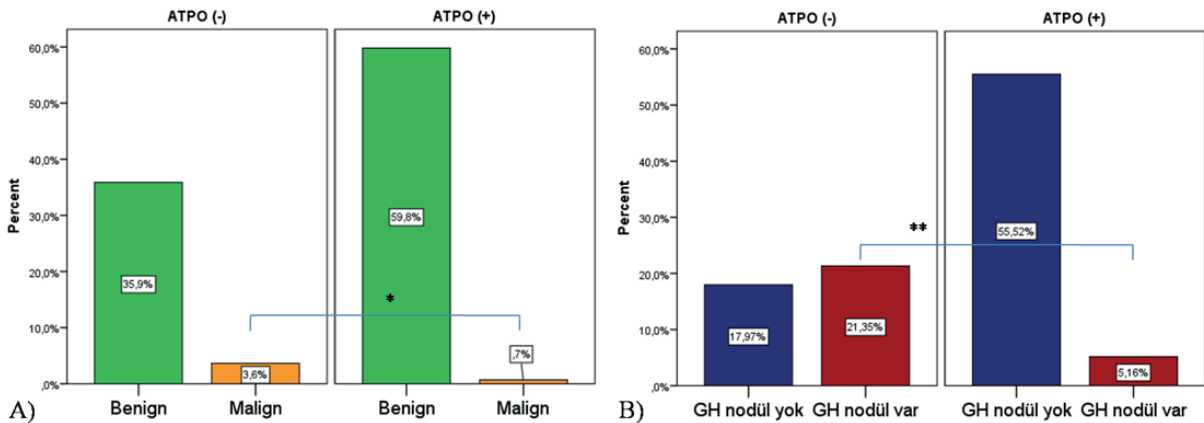 ATPO (-)
ATPO (+)
60,0%
50,0%
40,0%
30,0%
20,0%
10,0%
,0%
Percent
35,9%
3,6%
59,8%
*
,7%
Benign
Malign
Benign
Malign
A)
ATPO (-)
ATPO (+)
60,0%
50,0%
40,0%
30,0%
20,0%
10,0%
,0%
Percent
17,97%
21,35%
**
55,52%
5,16%
GH nodül yok
GH nodül var
GH nodül yok
GH nodül var
B)